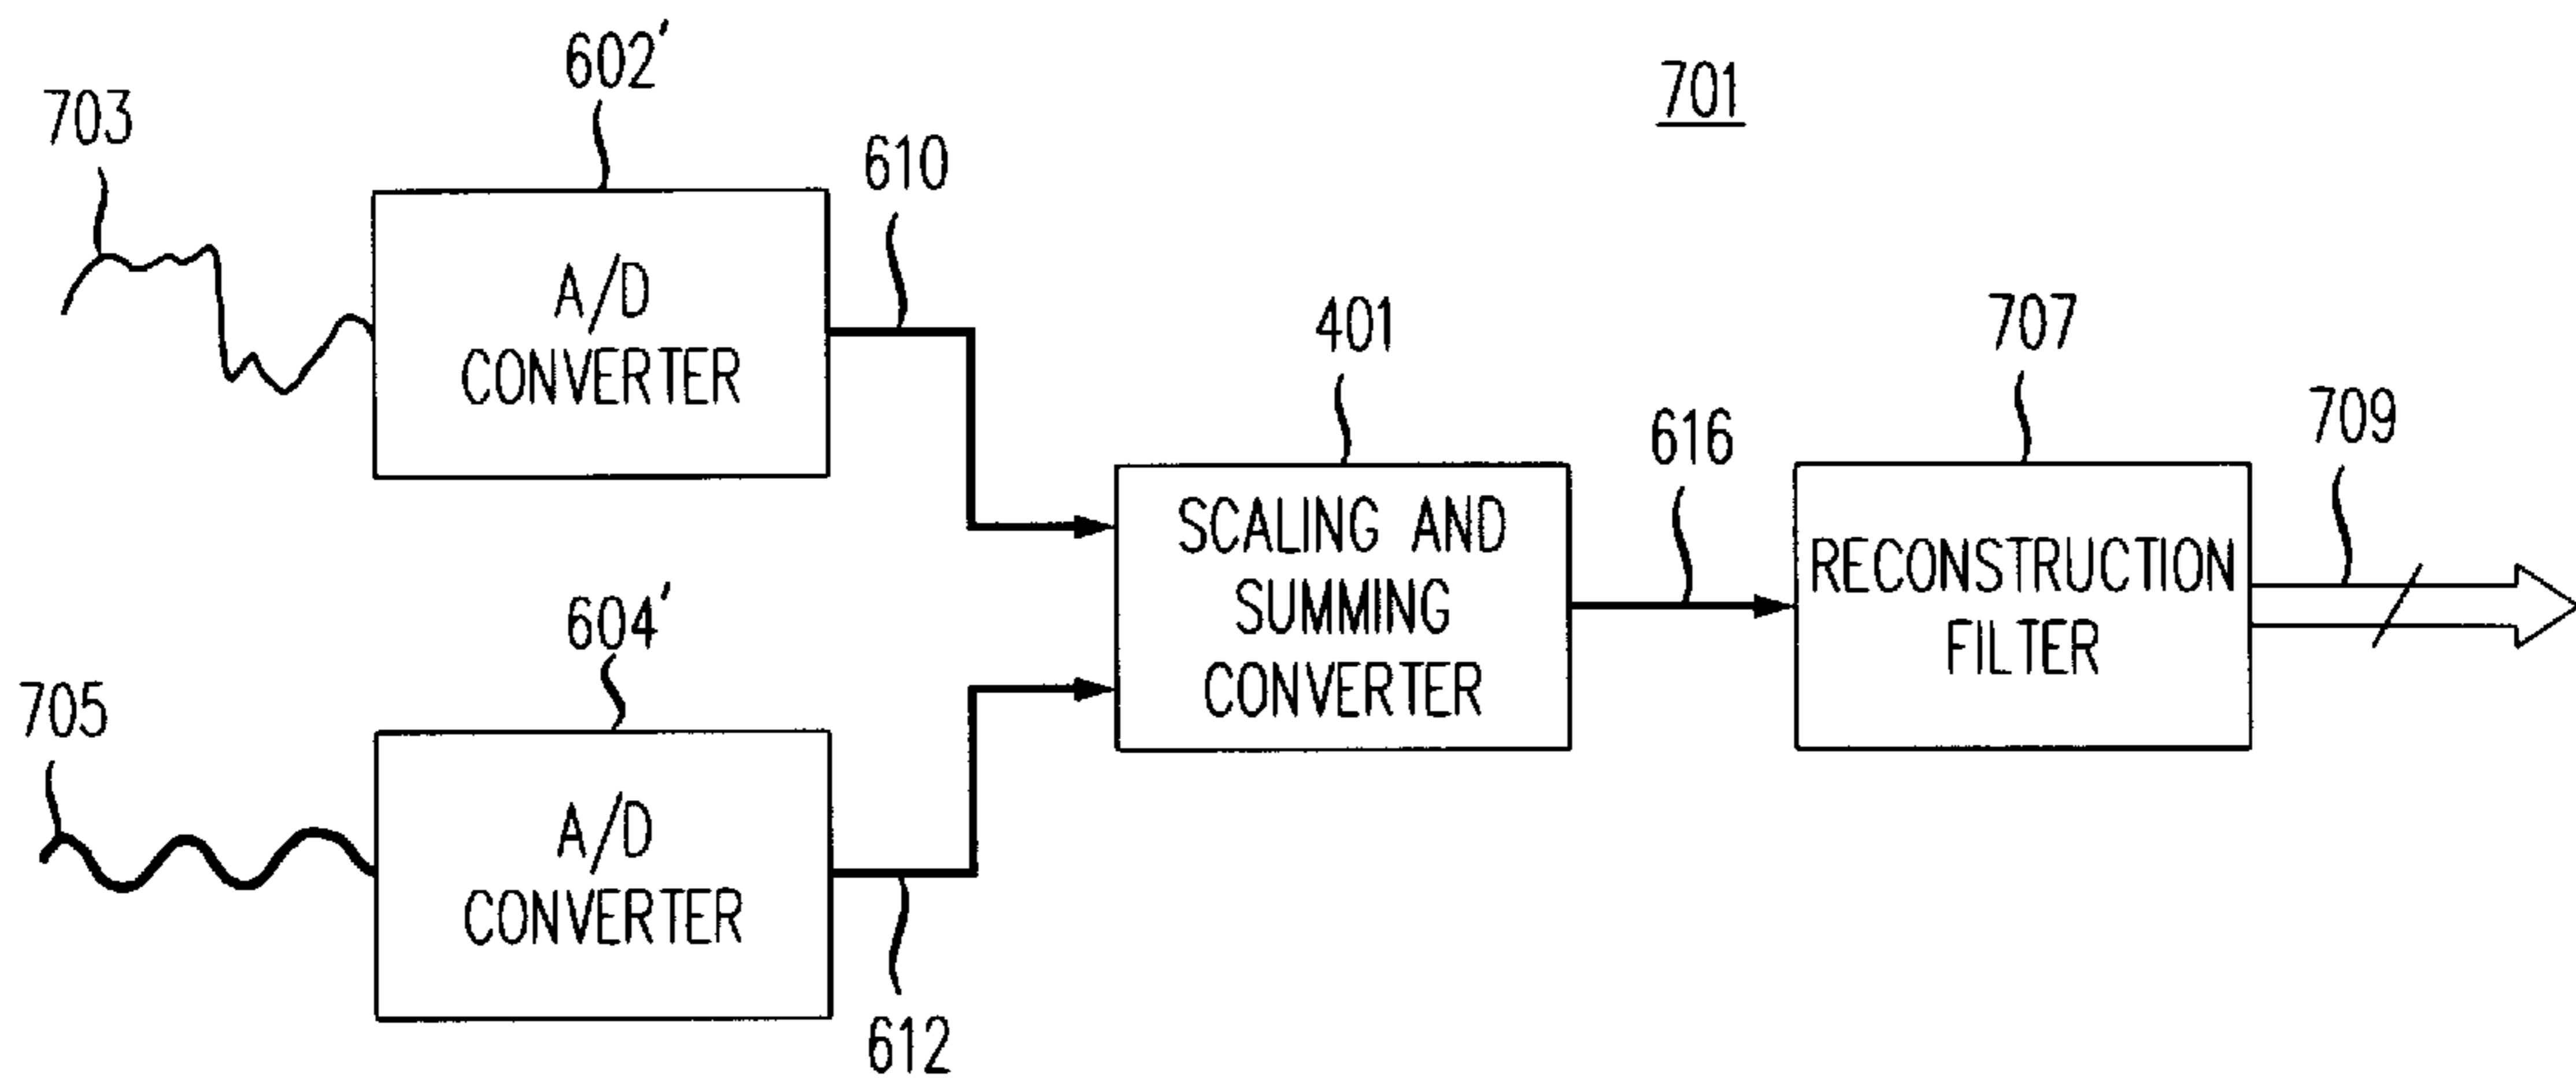 602'
701
703
610
A/D
CONVERTER
401
707
709
616
SCALING AND
SUMMING
CONVERTER
RECONSTRUCTION
FILTER
604'
705
A/D
CONVERTER
612